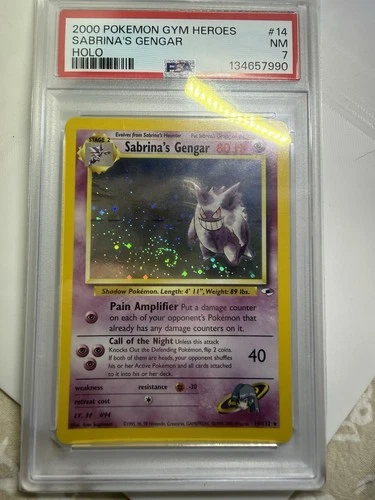 2000 POKEMON GYM HEROES #14
SABRINA'S GENGAR NM
HOLO 7
PSA 134657990
Evolves from Sabrina's Haunter
STAGE 2
Sabrina's Gengar 80 HP
Shadow Pokémon. Length: 4' 11", Weight: 89 lbs.
Pain Amplifier Put a damage counter
on each of your opponent's Pokémon that
already has any damage counters on it.
Call of the Night Unless this attack
Knocks Out the Defending Pokémon, flip 2 coins.
If both of them are heads, your opponent shuffles
his or her Active Pokémon and all cards attached
to it into his or her deck.
40
weakness resistance -30
retreat cost
LV. 39 #94